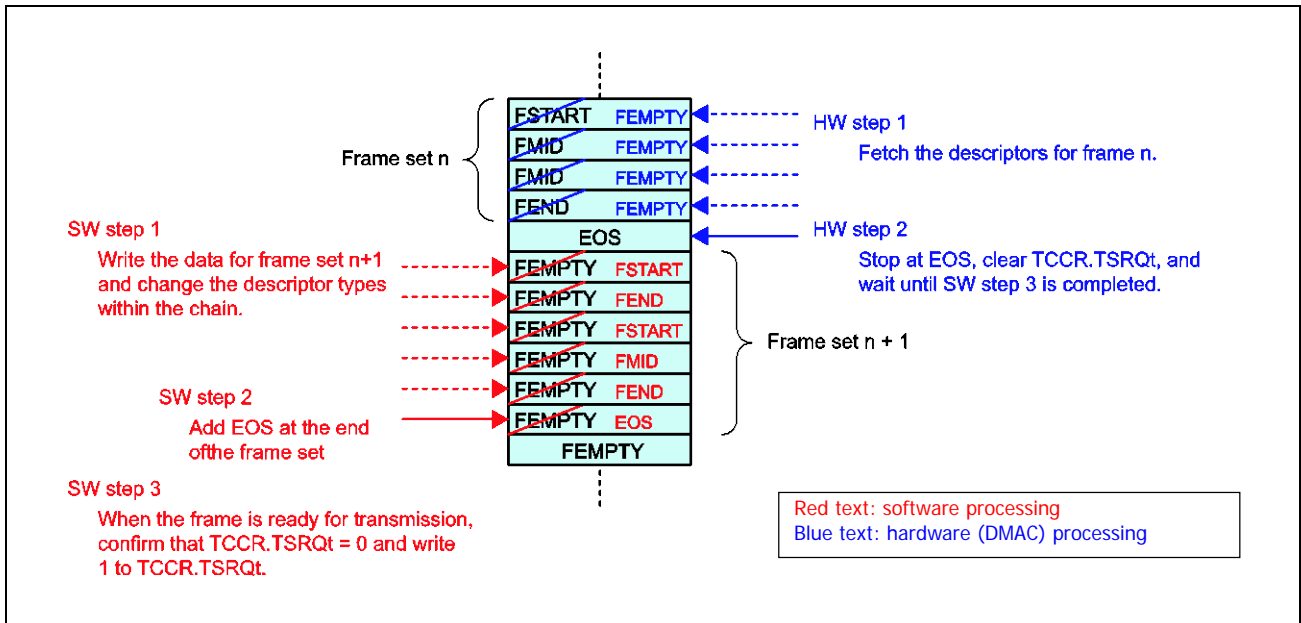 FSTART FEMPTY
FMID FEMPTY
FMID FEMPTY
FEND FEMPTY
EOS
FEMPTY FSTART
FEMPTY FEND
FEMPTY FSTART
FEMPTY FMID
FEMPTY FEND
FEMPTY EOS
FEMPTY
Frame set n
HW step 1
Fetch the descriptors for frame n.
HW step 2
Stop at EOS, clear TCCR.TSRQt, and
wait until SW step 3 is completed.
Frame set n + 1
SW step 1
Write the data for frame set n+1
and change the descriptor types
within the chain.
SW step 2
Add EOS at the end
ofthe frame set
SW step 3
When the frame is ready for transmission,
confirm that TCCR.TSRQt = 0 and write
1 to TCCR.TSRQt.
Red text: software processing
Blue text: hardware (DMAC) processing